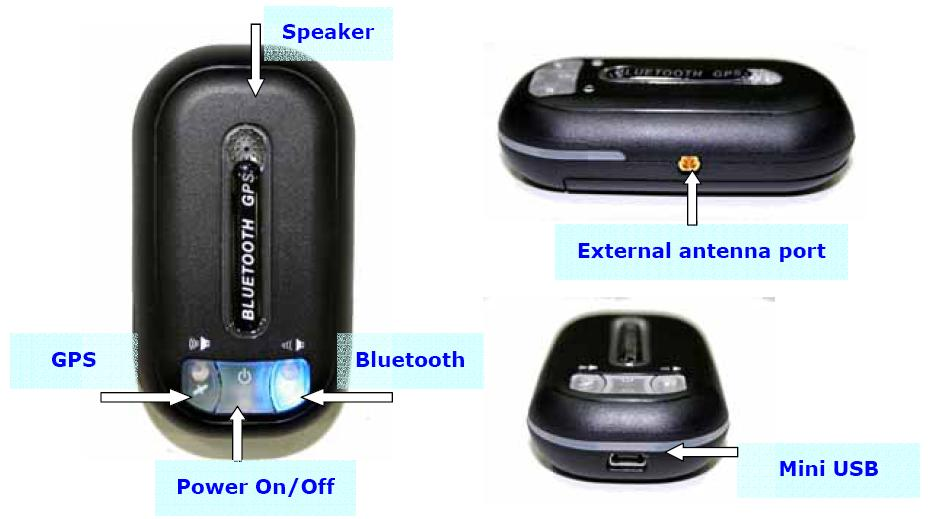 Speaker
BLUETOOTH GPS
GPS
Bluetooth
Power On/Off
BLUETOOTH GPS
External antenna port
Mini USB